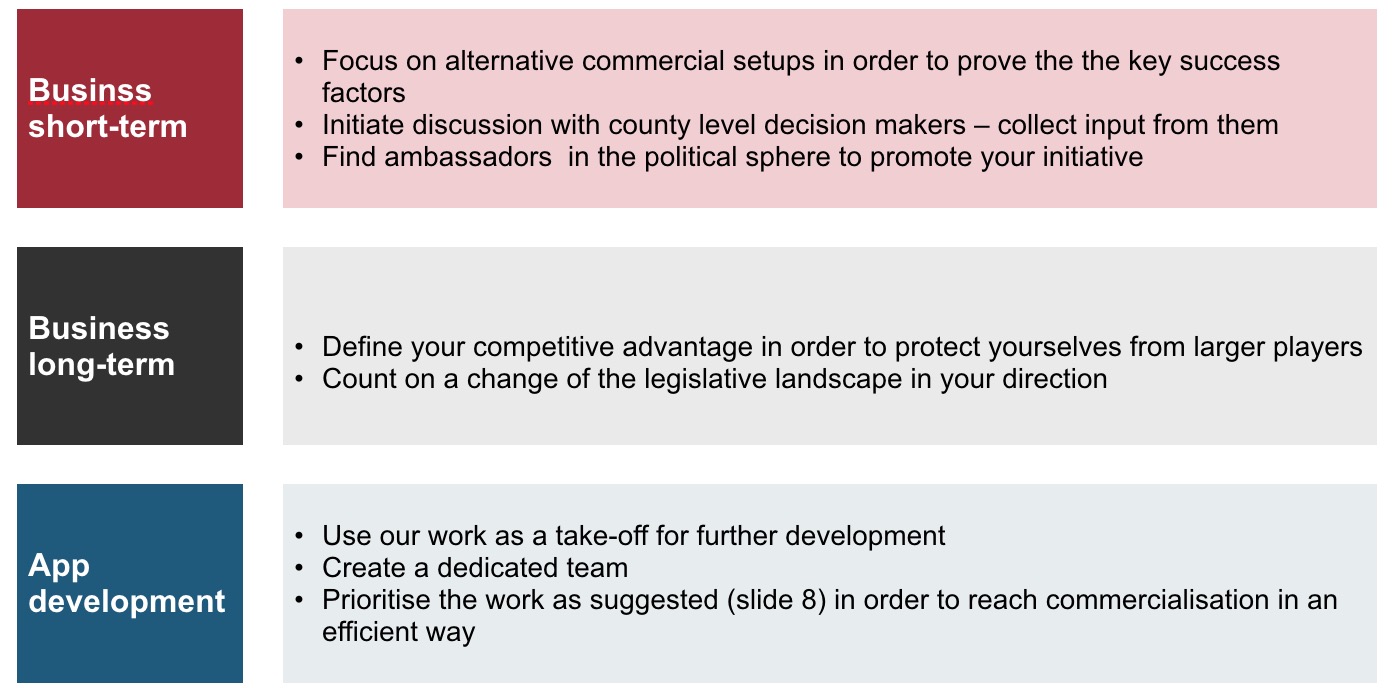 Businss
short-term
• Focus on alternative commercial setups in order to prove the the key success
factors
• Initiate discussion with county level decision makers – collect input from them
• Find ambassadors  in the political sphere to promote your initiative
Business
long-term
• Define your competitive advantage in order to protect yourselves from larger players
• Count on a change of the legislative landscape in your direction
App
development
• Use our work as a take-off for further development
• Create a dedicated team
• Prioritise the work as suggested (slide 8) in order to reach commercialisation in an
efficient way